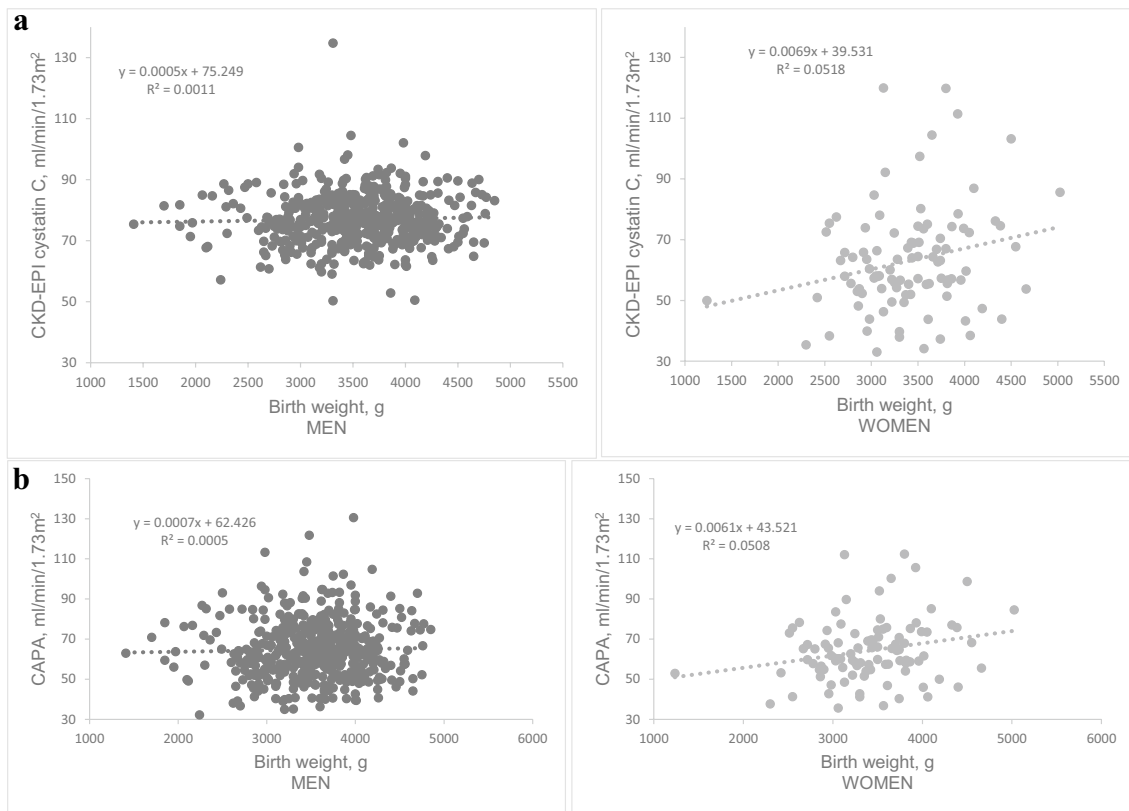 a
CKD-EPI cystatin C, ml/min/1.73m²
130
110
90
70
50
30
y = 0.0005x + 75.249
R² = 0.0011
1000 1500 2000 2500 3000 3500 4000 4500 5000 5500
Birth weight, g
MEN
CKD-EPI cystatin C, ml/min/1.73m²
130
110
90
70
50
30
y = 0.0069x + 39.531
R² = 0.0518
1000 1500 2000 2500 3000 3500 4000 4500 5000 5500
Birth weight, g
WOMEN
b
CAPA, ml/min/1.73m²
150
130
110
90
70
50
30
y = 0.0007x + 62.426
R² = 0.0005
1000 2000 3000 4000 5000 6000
Birth weight, g
MEN
CAPA, ml/min/1.73m²
150
130
110
90
70
50
30
y = 0.0061x + 43.521
R² = 0.0508
1000 2000 3000 4000 5000 6000
Birth weight, g
WOMEN